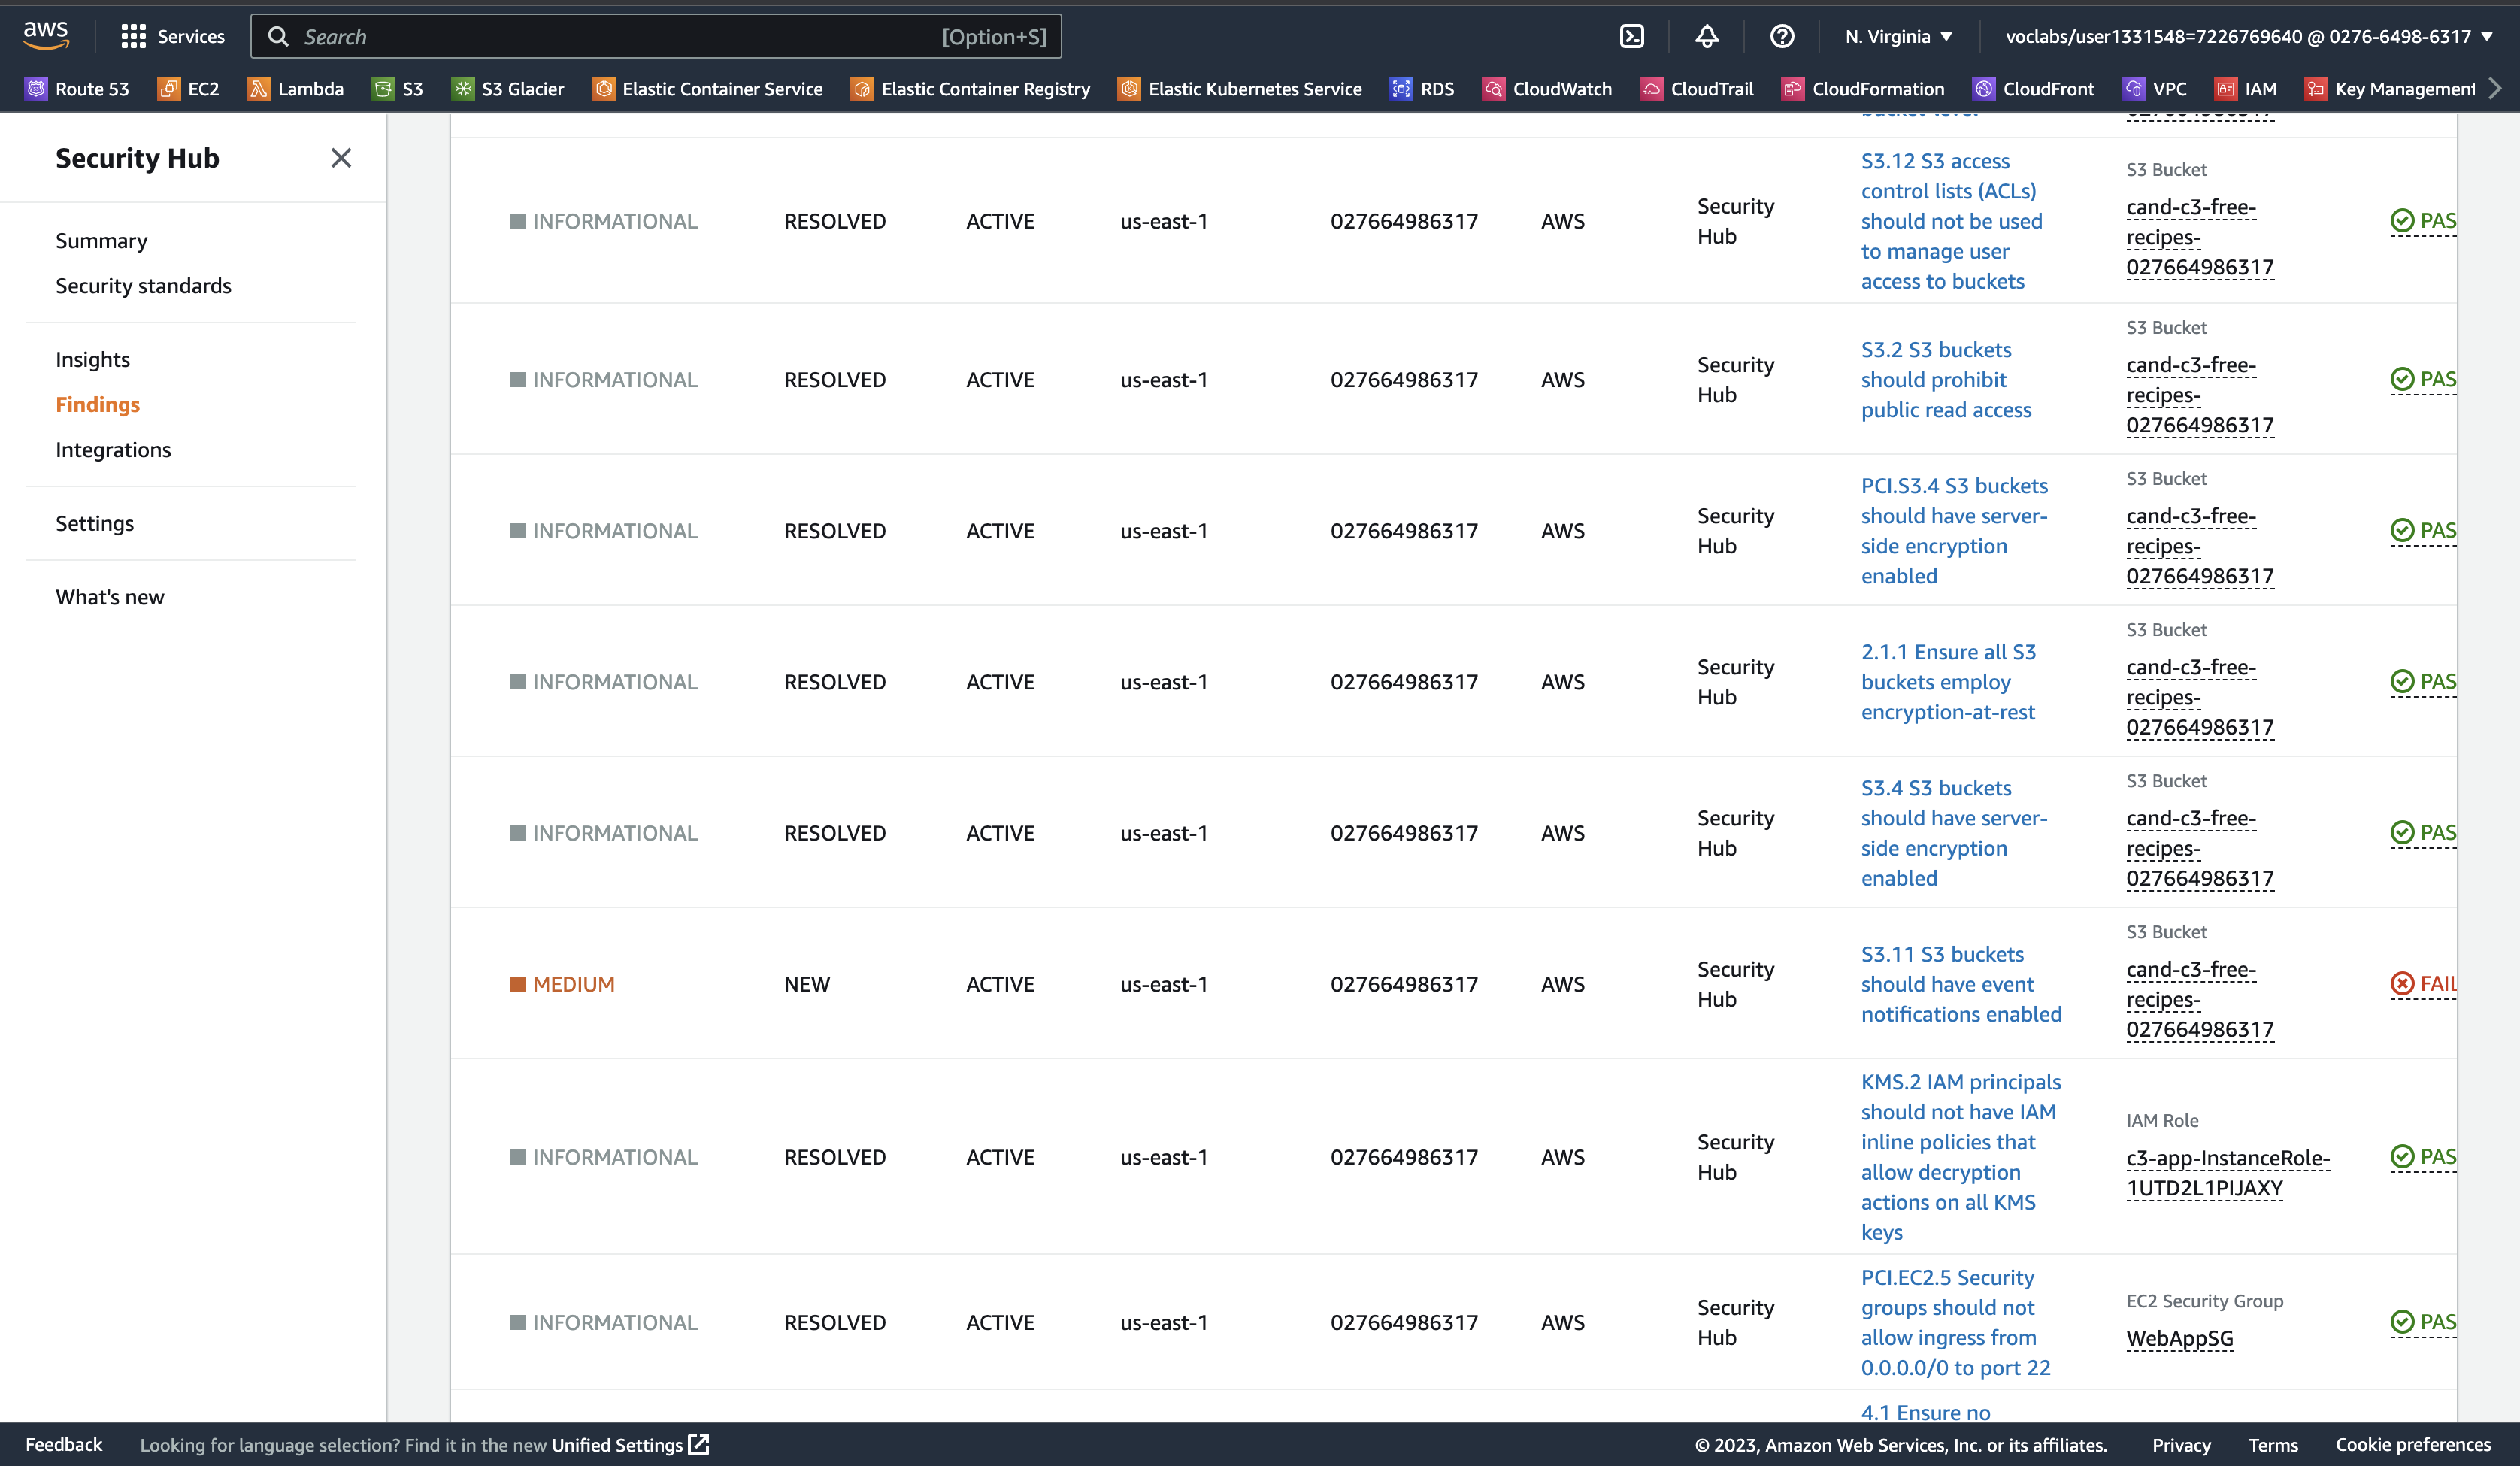 aws
Services
Search
[Option+S]
N. Virginia
voclabs/user1331548=7226769640 @ 0276-6498-6317
Route 53
EC2
Lambda
S3
S3 Glacier
Elastic Container Service
Elastic Container Registry
Elastic Kubernetes Service
RDS
CloudWatch
CloudTrail
CloudFormation
CloudFront
VPC
IAM
Key Management
Security Hub
Summary
Security standards
Insights
Findings
Integrations
Settings
What's new
bucket-level
027664986317
INFORMATIONAL
RESOLVED
ACTIVE
us-east-1
027664986317
AWS
Security
Hub
S3.12 S3 access
control lists (ACLs)
should not be used
to manage user
access to buckets
S3 Bucket
cand-c3-free-
recipes-
027664986317
PAS
INFORMATIONAL
RESOLVED
ACTIVE
us-east-1
027664986317
AWS
Security
Hub
S3.2 S3 buckets
should prohibit
public read access
S3 Bucket
cand-c3-free-
recipes-
027664986317
PAS
INFORMATIONAL
RESOLVED
ACTIVE
us-east-1
027664986317
AWS
Security
Hub
PCI.S3.4 S3 buckets
should have server-
side encryption
enabled
S3 Bucket
cand-c3-free-
recipes-
027664986317
PAS
INFORMATIONAL
RESOLVED
ACTIVE
us-east-1
027664986317
AWS
Security
Hub
2.1.1 Ensure all S3
buckets employ
encryption-at-rest
S3 Bucket
cand-c3-free-
recipes-
027664986317
PAS
INFORMATIONAL
RESOLVED
ACTIVE
us-east-1
027664986317
AWS
Security
Hub
S3.4 S3 buckets
should have server-
side encryption
enabled
S3 Bucket
cand-c3-free-
recipes-
027664986317
PAS
MEDIUM
NEW
ACTIVE
us-east-1
027664986317
AWS
Security
Hub
S3.11 S3 buckets
should have event
notifications enabled
S3 Bucket
cand-c3-free-
recipes-
027664986317
FAIL
INFORMATIONAL
RESOLVED
ACTIVE
us-east-1
027664986317
AWS
Security
Hub
KMS.2 IAM principals
should not have IAM
inline policies that
allow decryption
actions on all KMS
keys
IAM Role
c3-app-InstanceRole-
1UTD2L1PIJAXY
PAS
INFORMATIONAL
RESOLVED
ACTIVE
us-east-1
027664986317
AWS
Security
Hub
PCI.EC2.5 Security
groups should not
allow ingress from
0.0.0.0/0 to port 22
EC2 Security Group
WebAppSG
PAS
4.1 Ensure no
Feedback
Looking for language selection? Find it in the new Unified Settings
© 2023, Amazon Web Services, Inc. or its affiliates.
Privacy
Terms
Cookie preferences